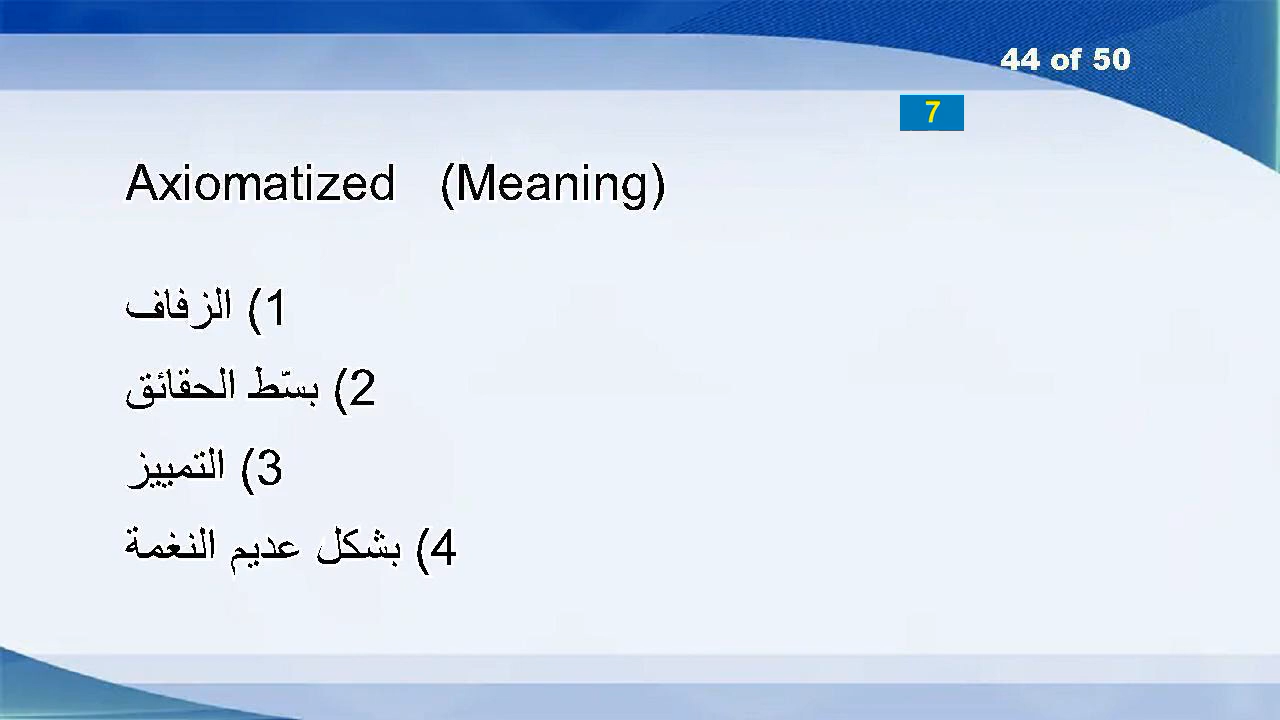 44 of 50
7
Axiomatized (Meaning)
1) الزفاف
2) بسّط الحقائق
3) التمييز
4) بشكل عديم النغمة